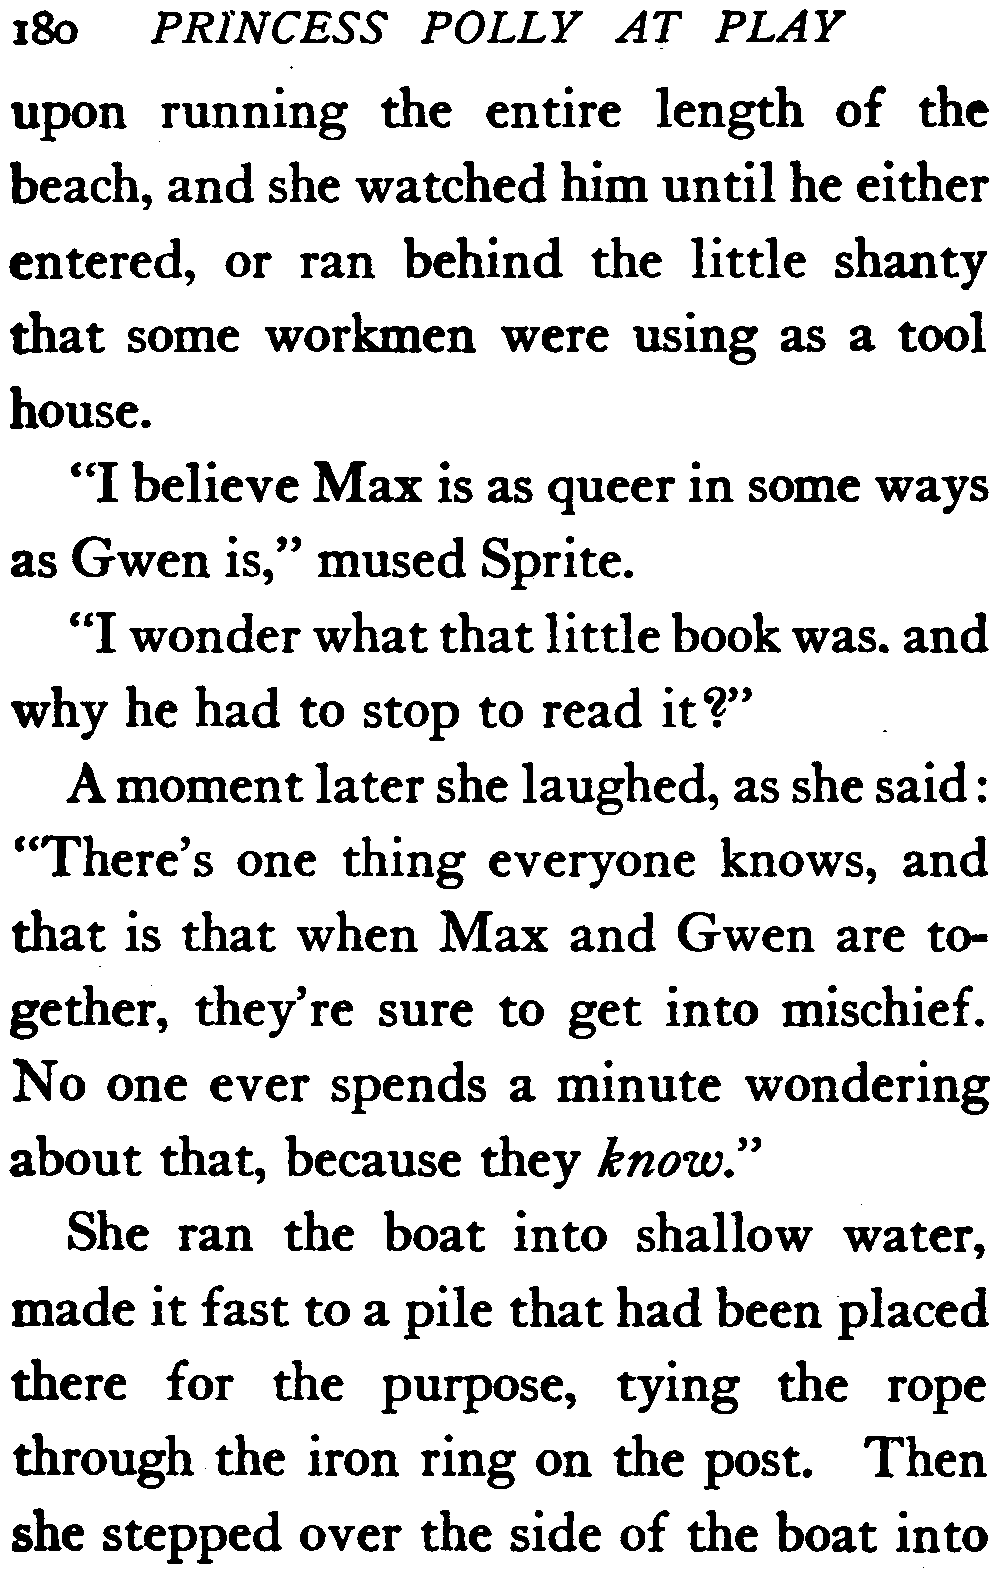 180 PRINCESS POLLY AT PLAY
upon running the entire length of the
beach, and she watched him until he either
entered, or ran behind the little shanty
that some workmen were using as a tool
house.
“I believe Max is as queer in some ways
as Gwen is,” mused Sprite.
“I wonder what that little book was. and
why he had to stop to read it?”
A moment later she laughed, as she said:
“There’s one thing everyone knows, and
that is that when Max and Gwen are to-
gether, they’re sure to get into mischief.
No one ever spends a minute wondering
about that, because they know.”
She ran the boat into shallow water,
made it fast to a pile that had been placed
there for the purpose, tying the rope
through the iron ring on the post. Then
she stepped over the side of the boat into